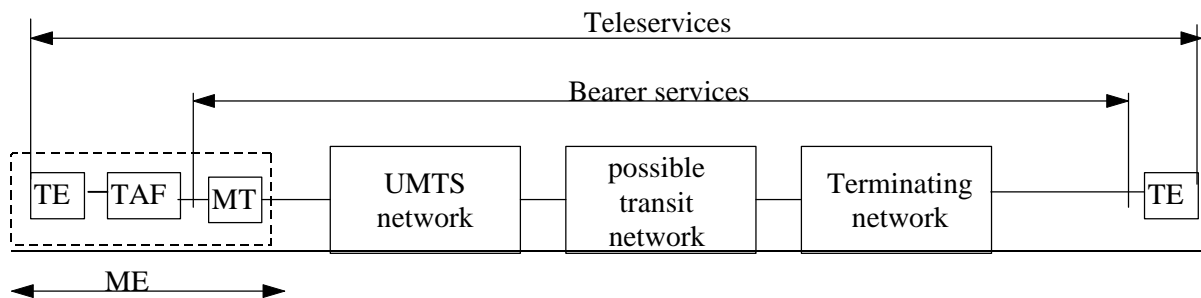 Teleservices
Bearer services
TE
TAF
MT
UMTS
network
possible
transit
network
Terminating
network
TE
ME